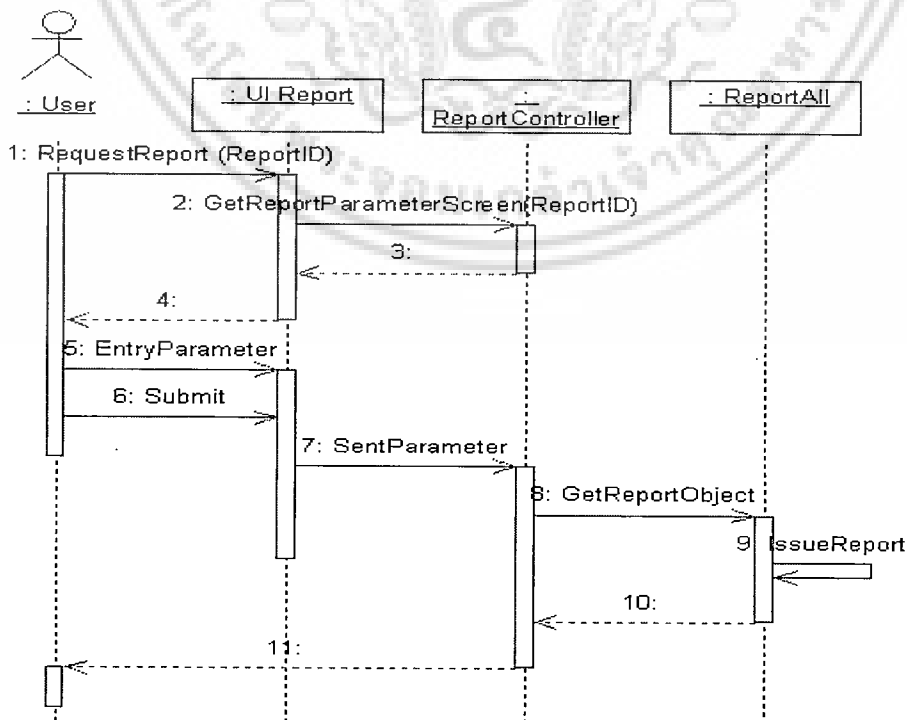 : User
: UI Report
:
ReportController
: ReportAll
1: RequestReport (ReportID)
2: GetReportParameterScreen(ReportID)
3:
4:
5: EntryParameter
6: Submit
7: SentParameter
8: GetReportObject
9: IssueReport
10:
11: